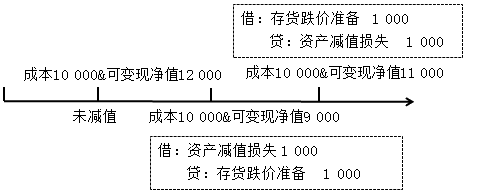 借：存货跌价准备 1 000
贷：资产减值损失 1 000
成本10 000&可变现净值12 000
成本10 000&可变现净值11 000
未减值
成本10 000&可变现净值9 000
借：资产减值损失1 000
贷：存货跌价准备 1 000